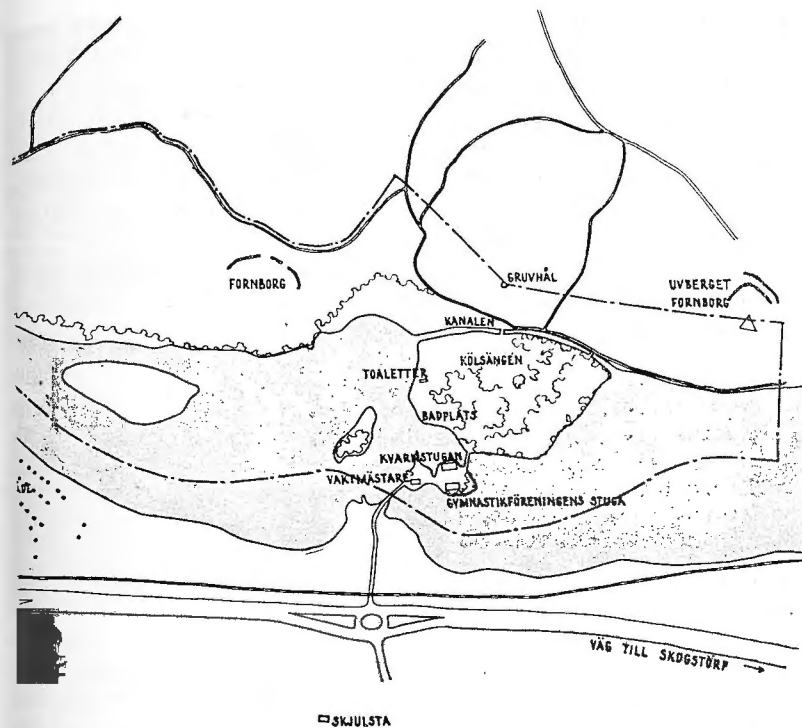 FORNBORG
GRUVHÅL
UVBERGET
FORNBORG
KANALEN
KÖLSÄNGEN
TOALETTER
BADPLATS
KVARNSTUGAN
VAKTMÄSTARE
GYMNASTIKFÖRENINGENS STUGA
VÄG TILL SKOGSTORP
SKJULSTA